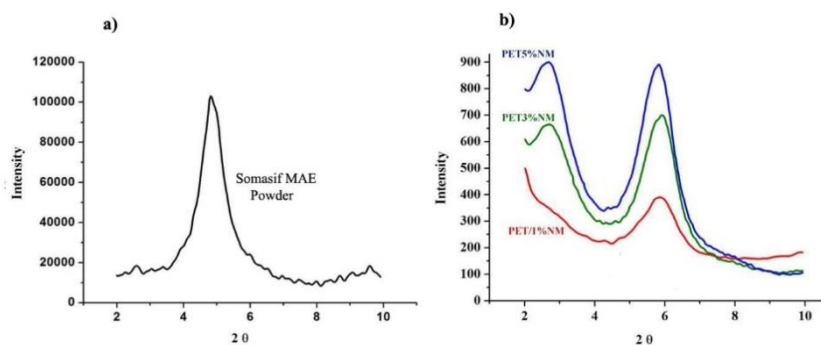 a)
120000
100000
80000
60000
40000
20000
0
Intensity
Somasif MAE
Powder
2 4 6 8 10
2 θ
b)
900
800
700
600
500
400
300
200
100
0
Intensity
PET5%NM
PET3%NM
PET/1%NM
2 4 6 8 10
2 θ